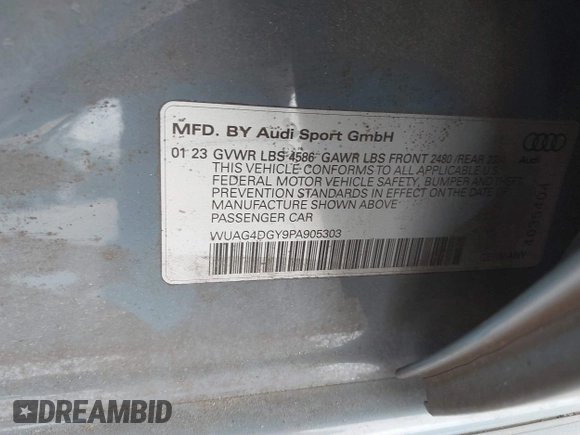 MFD. BY Audi Sport GmbH
01 23 GVWR LBS 4586 GAWR LBS FRONT 2480 /REAR
THIS VEHICLE CONFORMS TO ALL APPLICABLE U.S.
FEDERAL MOTOR VEHICLE SAFETY, BUMPER AND THEFT
PREVENTION STANDARDS IN EFFECT ON THE DATE OF
MANUFACTURE SHOWN ABOVE.
PASSENGER CAR
WUAG4DGY9PA905303
Audi
GERMANY
DREAMBID